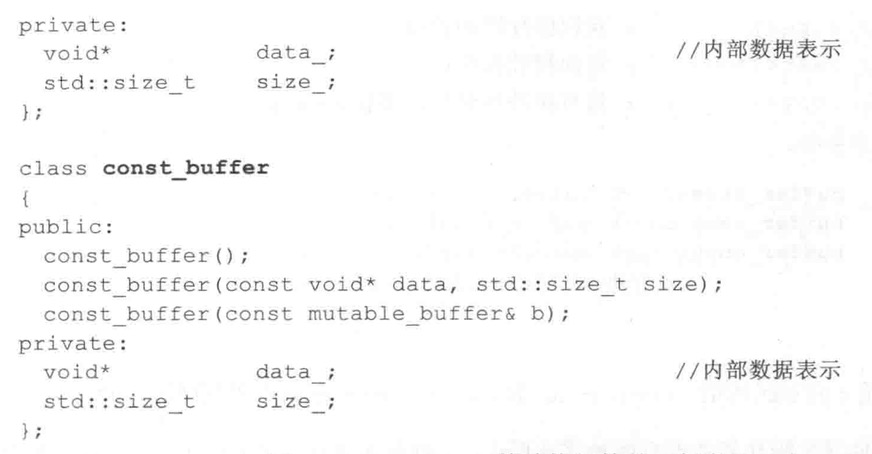 private:
void* data_; //内部数据表示
std::size_t size_;
};
class const_buffer
{
public:
const_buffer();
const_buffer(const void* data, std::size_t size);
const_buffer(const mutable_buffer& b);
private:
void* data_; //内部数据表示
std::size_t size_;
};